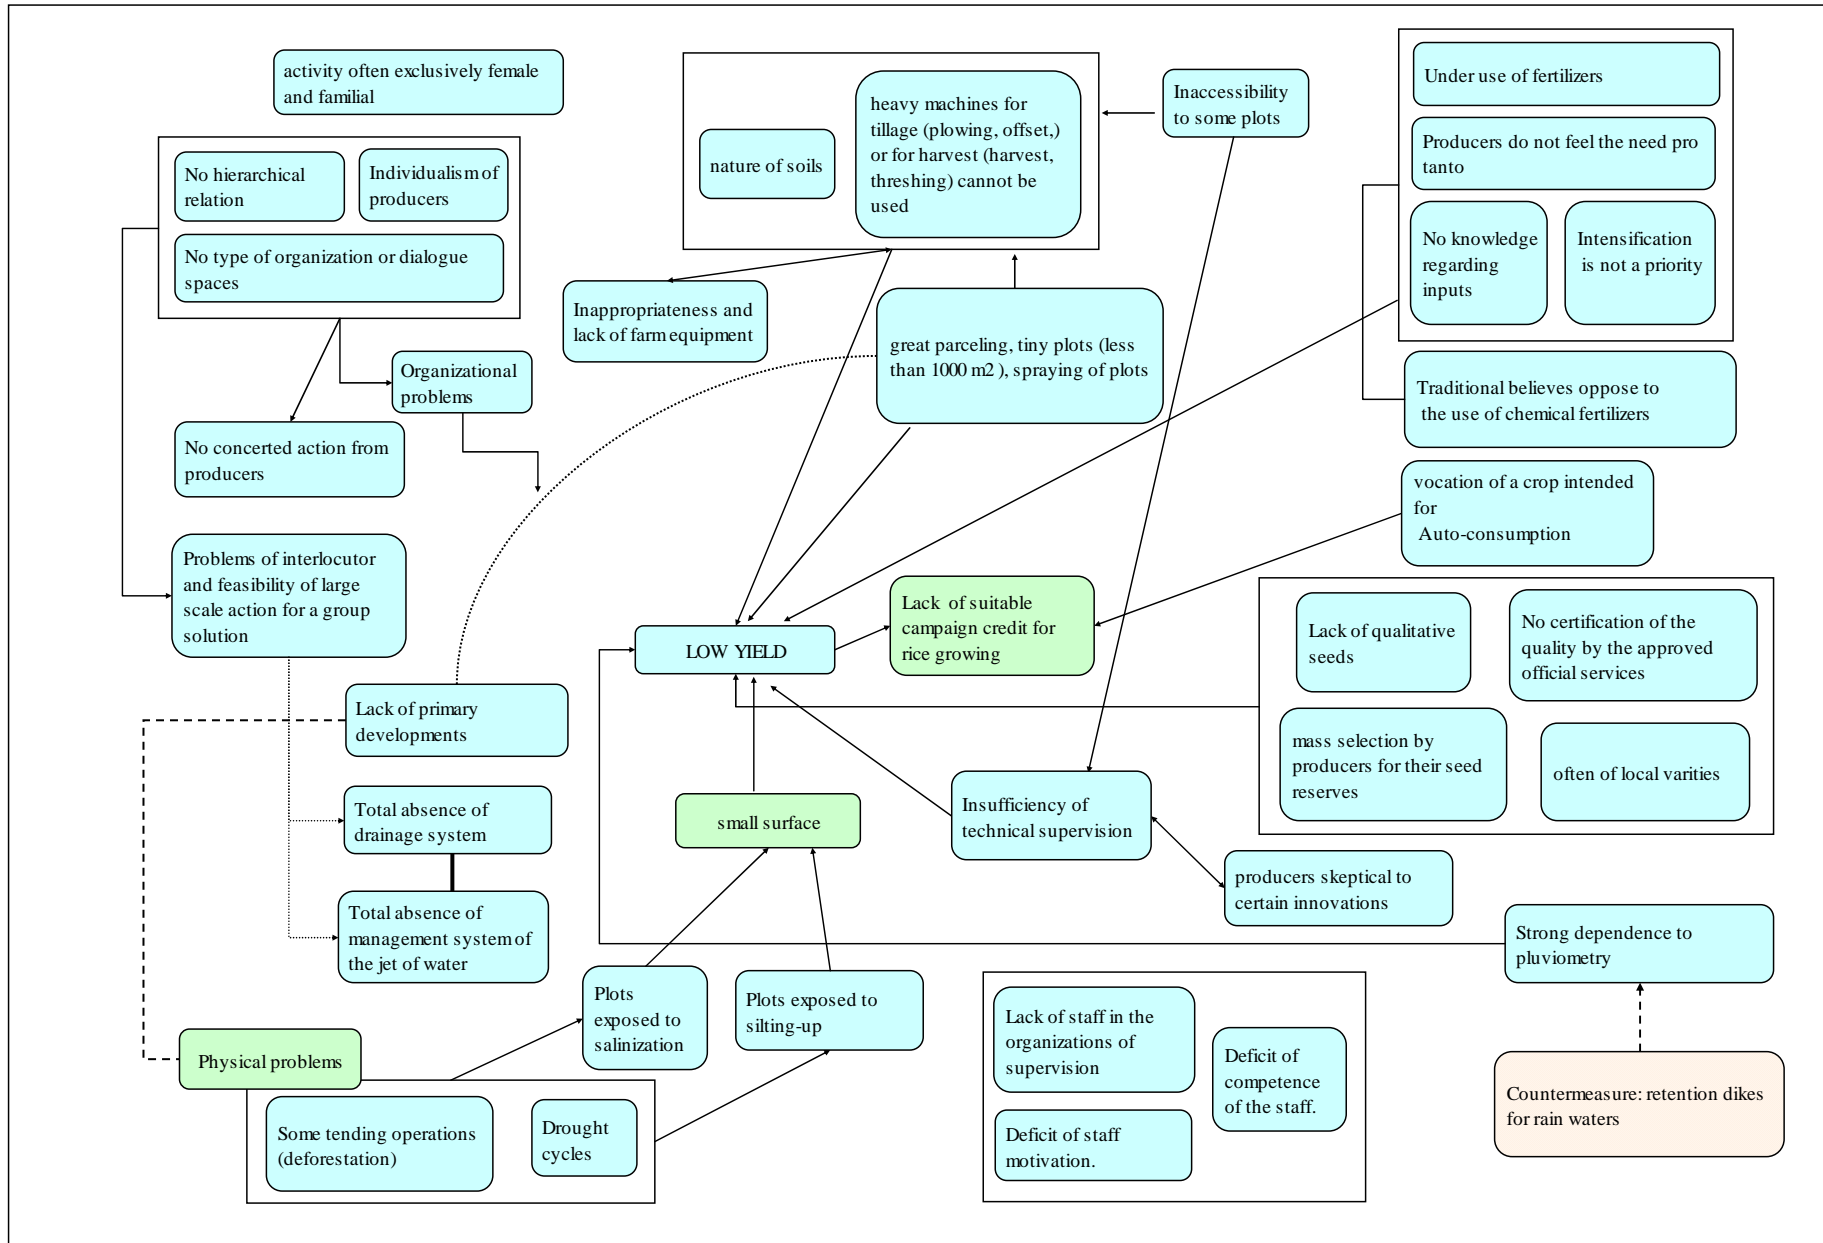 activity often exclusively female
and familial
No hierarchical
relation
Individualism of
producers
No type of organization or dialogue
spaces
Organizational
problems
No concerted action from
producers
Problems of interlocutor
and feasibility of large
scale action for a group
solution
Lack of primary
developments
Total absence of
drainage system
Total absence of
management system of
the jet of water
Physical problems
Some tending operations
(deforestation)
Drought
cycles
nature of soils
heavy machines for
tillage (plowing, offset,)
or for harvest (harvest,
threshing) cannot be
used
Inaccessibility
to some plots
Inappropriateness and
lack of farm equipment
great parceling, tiny plots (less
than 1000 m2 ), spraying of plots
LOW YIELD
Lack of suitable
campaign credit for
rice growing
small surface
Insufficiency of
technical supervision
producers skeptical to
certain innovations
Plots
exposed to
salinization
Plots exposed to
silting-up
Lack of staff in the
organizations of
supervision
Deficit of
competence
of the staff.
Deficit of staff
motivation.
Under use of fertilizers
Producers do not feel the need pro
tanto
No knowledge
regarding
inputs
Intensification
is not a priority
Traditional believes oppose to
the use of chemical fertilizers
vocation of a crop intended
for
Auto-consumption
Lack of qualitative
seeds
No certification of the
quality by the approved
official services
mass selection by
producers for their seed
reserves
often of local varities
Strong dependence to
pluviometry
Countermeasure: retention dikes
for rain waters